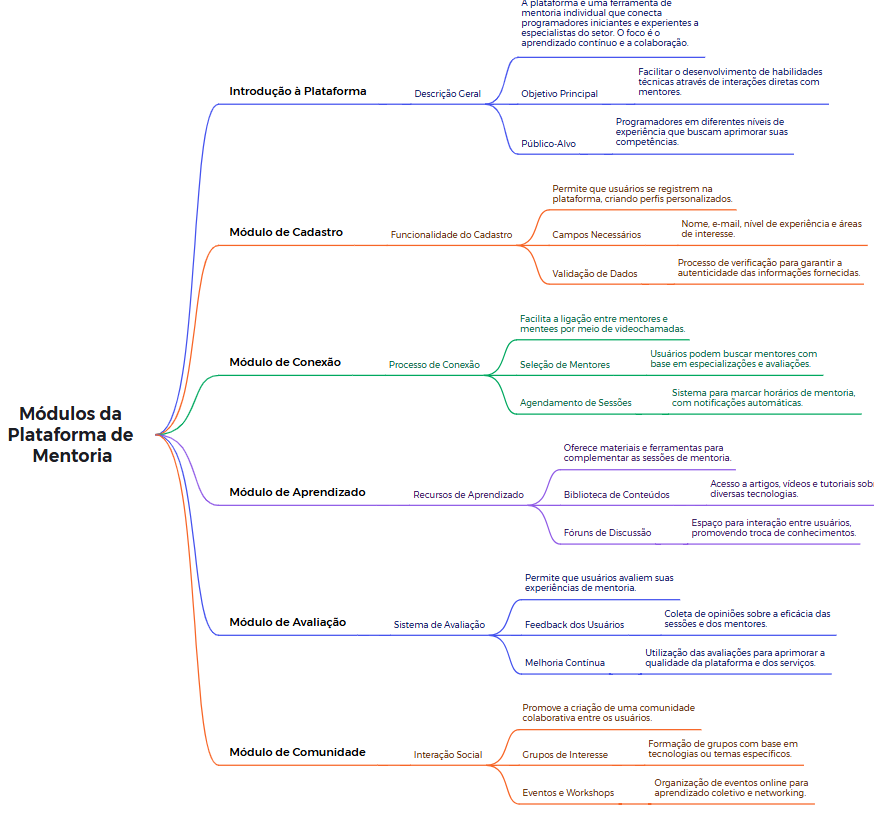 A plataforma é uma ferramenta de
mentoria individual que conecta
programadores iniciantes e experientes a
especialistas do setor. O foco é o
aprendizado contínuo e a colaboração.
Introdução à Plataforma
Descrição Geral
Objetivo Principal
Facilitar o desenvolvimento de habilidades
técnicas através de interações diretas com
mentores.
Público-Alvo
Programadores em diferentes níveis de
experiência que buscam aprimorar suas
competências.
Módulo de Cadastro
Funcionalidade do Cadastro
Permite que usuários se registrem na
plataforma, criando perfis personalizados.
Campos Necessários
Nome, e-mail, nível de experiência e áreas
de interesse.
Validação de Dados
Processo de verificação para garantir a
autenticidade das informações fornecidas.
Módulo de Conexão
Processo de Conexão
Facilita a ligação entre mentores e
mentees por meio de videochamadas.
Seleção de Mentores
Usuários podem buscar mentores com
base em especializações e avaliações.
Agendamento de Sessões
Sistema para marcar horários de mentoria,
com notificações automáticas.
Módulos da
Plataforma de
Mentoria
Módulo de Aprendizado
Recursos de Aprendizado
Oferece materiais e ferramentas para
complementar as sessões de mentoria.
Biblioteca de Conteúdos
Acesso a artigos, vídeos e tutoriais sob
diversas tecnologias.
Fóruns de Discussão
Espaço para interação entre usuários,
promovendo troca de conhecimentos.
Módulo de Avaliação
Sistema de Avaliação
Permite que usuários avaliem suas
experiências de mentoria.
Feedback dos Usuários
Coleta de opiniões sobre a eficácia das
sessões e dos mentores.
Melhoria Contínua
Utilização das avaliações para aprimorar a
qualidade da plataforma e dos serviços.
Módulo de Comunidade
Interação Social
Promove a criação de uma comunidade
colaborativa entre os usuários.
Grupos de Interesse
Formação de grupos com base em
tecnologias ou temas específicos.
Eventos e Workshops
Organização de eventos online para
aprendizado coletivo e networking.